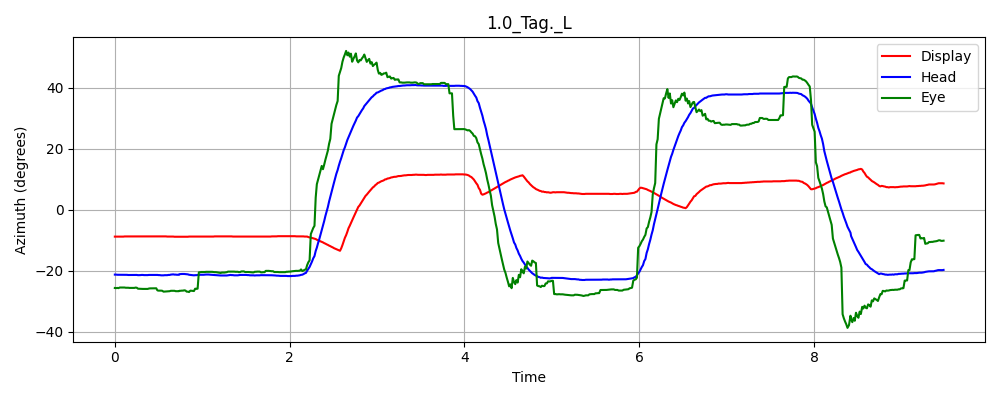 1.0_Tag._L
Display
Head
Eye
Azimuth (degrees)
40
20
0
−20
−40
0 2 4 6 8
Time